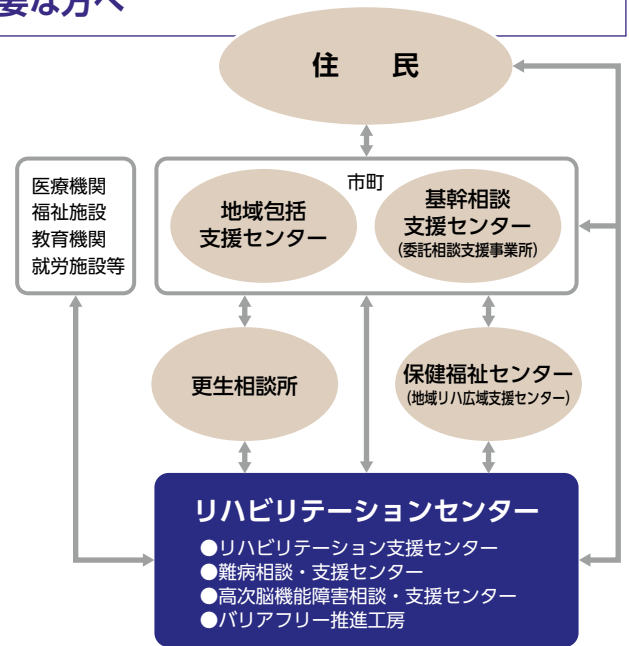 要な方へ
住 民
医療機関
福祉施設
教育機関
就労施設等
市町
地域包括
支援センター
基幹相談
支援センター
(委託相談支援事業所)
更生相談所
保健福祉センター
(地域リハ広域支援センター)
リハビリテーションセンター
●リハビリテーション支援センター
●難病相談・支援センター
●高次脳機能障害相談・支援センター
●バリアフリー推進工房